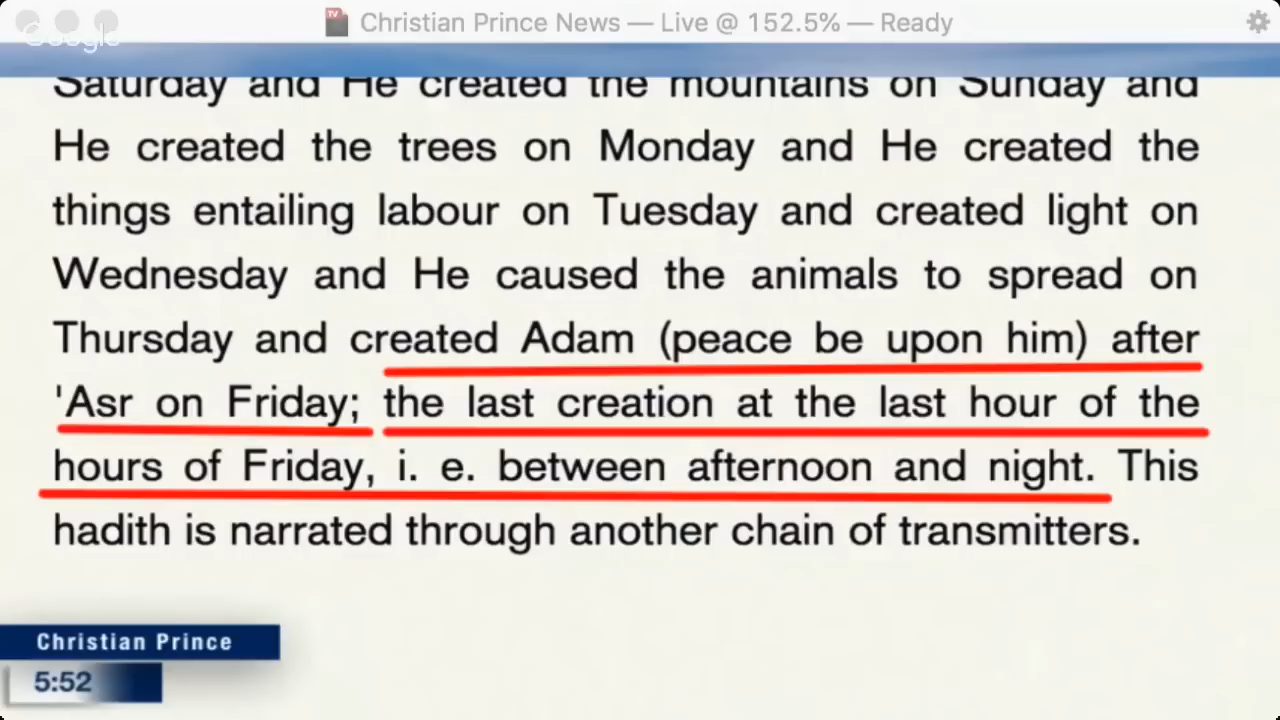 Christian Prince News — Live @ 152.5% — Ready
Google
Saturday and He created the mountains on Sunday and
He created the trees on Monday and He created the
things entailing labour on Tuesday and created light on
Wednesday and He caused the animals to spread on
Thursday and created Adam (peace be upon him) after
'Asr on Friday; the last creation at the last hour of the
hours of Friday, i. e. between afternoon and night. This
hadith is narrated through another chain of transmitters.
Christian Prince
5:52